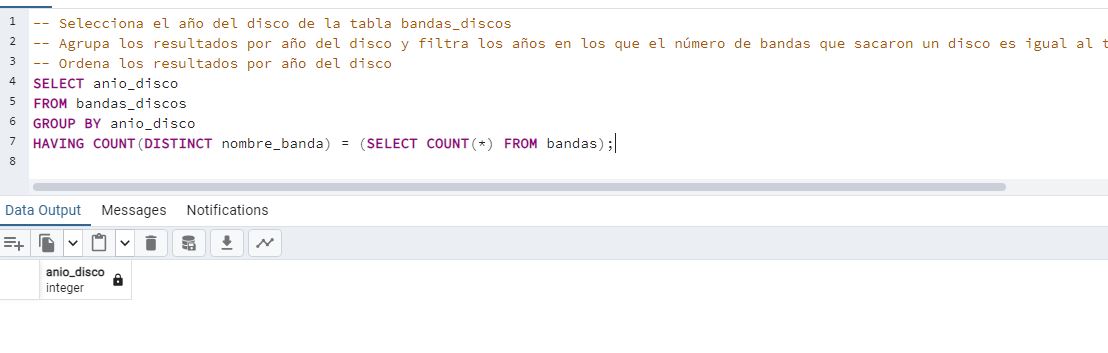 1 -- Selecciona el año del disco de la tabla bandas_discos
2 -- Agrupa los resultados por año del disco y filtra los años en los que el número de bandas que sacaron un disco es igual al t
3 -- Ordena los resultados por año del disco
4 SELECT anio_disco
5 FROM bandas_discos
6 GROUP BY anio_disco
7 HAVING COUNT(DISTINCT nombre_banda) = (SELECT COUNT(*) FROM bandas);
8
Data Output Messages Notifications
anio_disco
integer